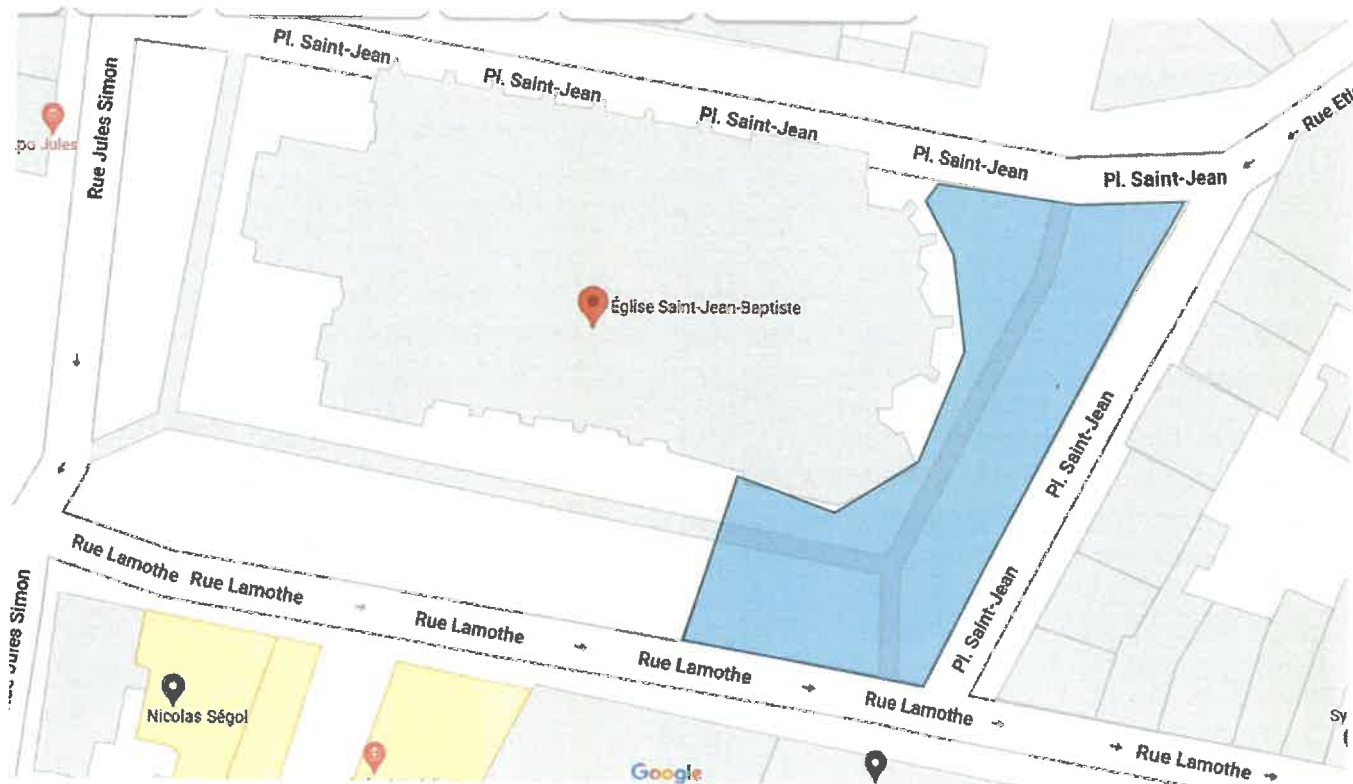 Pl. Saint-Jean
Pl. Saint-Jean
Pl. Saint-Jean
Pl. Saint-Jean
Pl. Saint-Jean
Rue Jules Simon
Jules
Église Saint-Jean-Baptiste
Pl. Saint-Jean
Pl. Saint-Jean
Rue Lamothe
Rue Lamothe
Rue Lamothe
Rue Lamothe
Rue Lamothe
Rue Lamothe
Jules Simon
Nicolas Ségol
Google
Rue
Sy